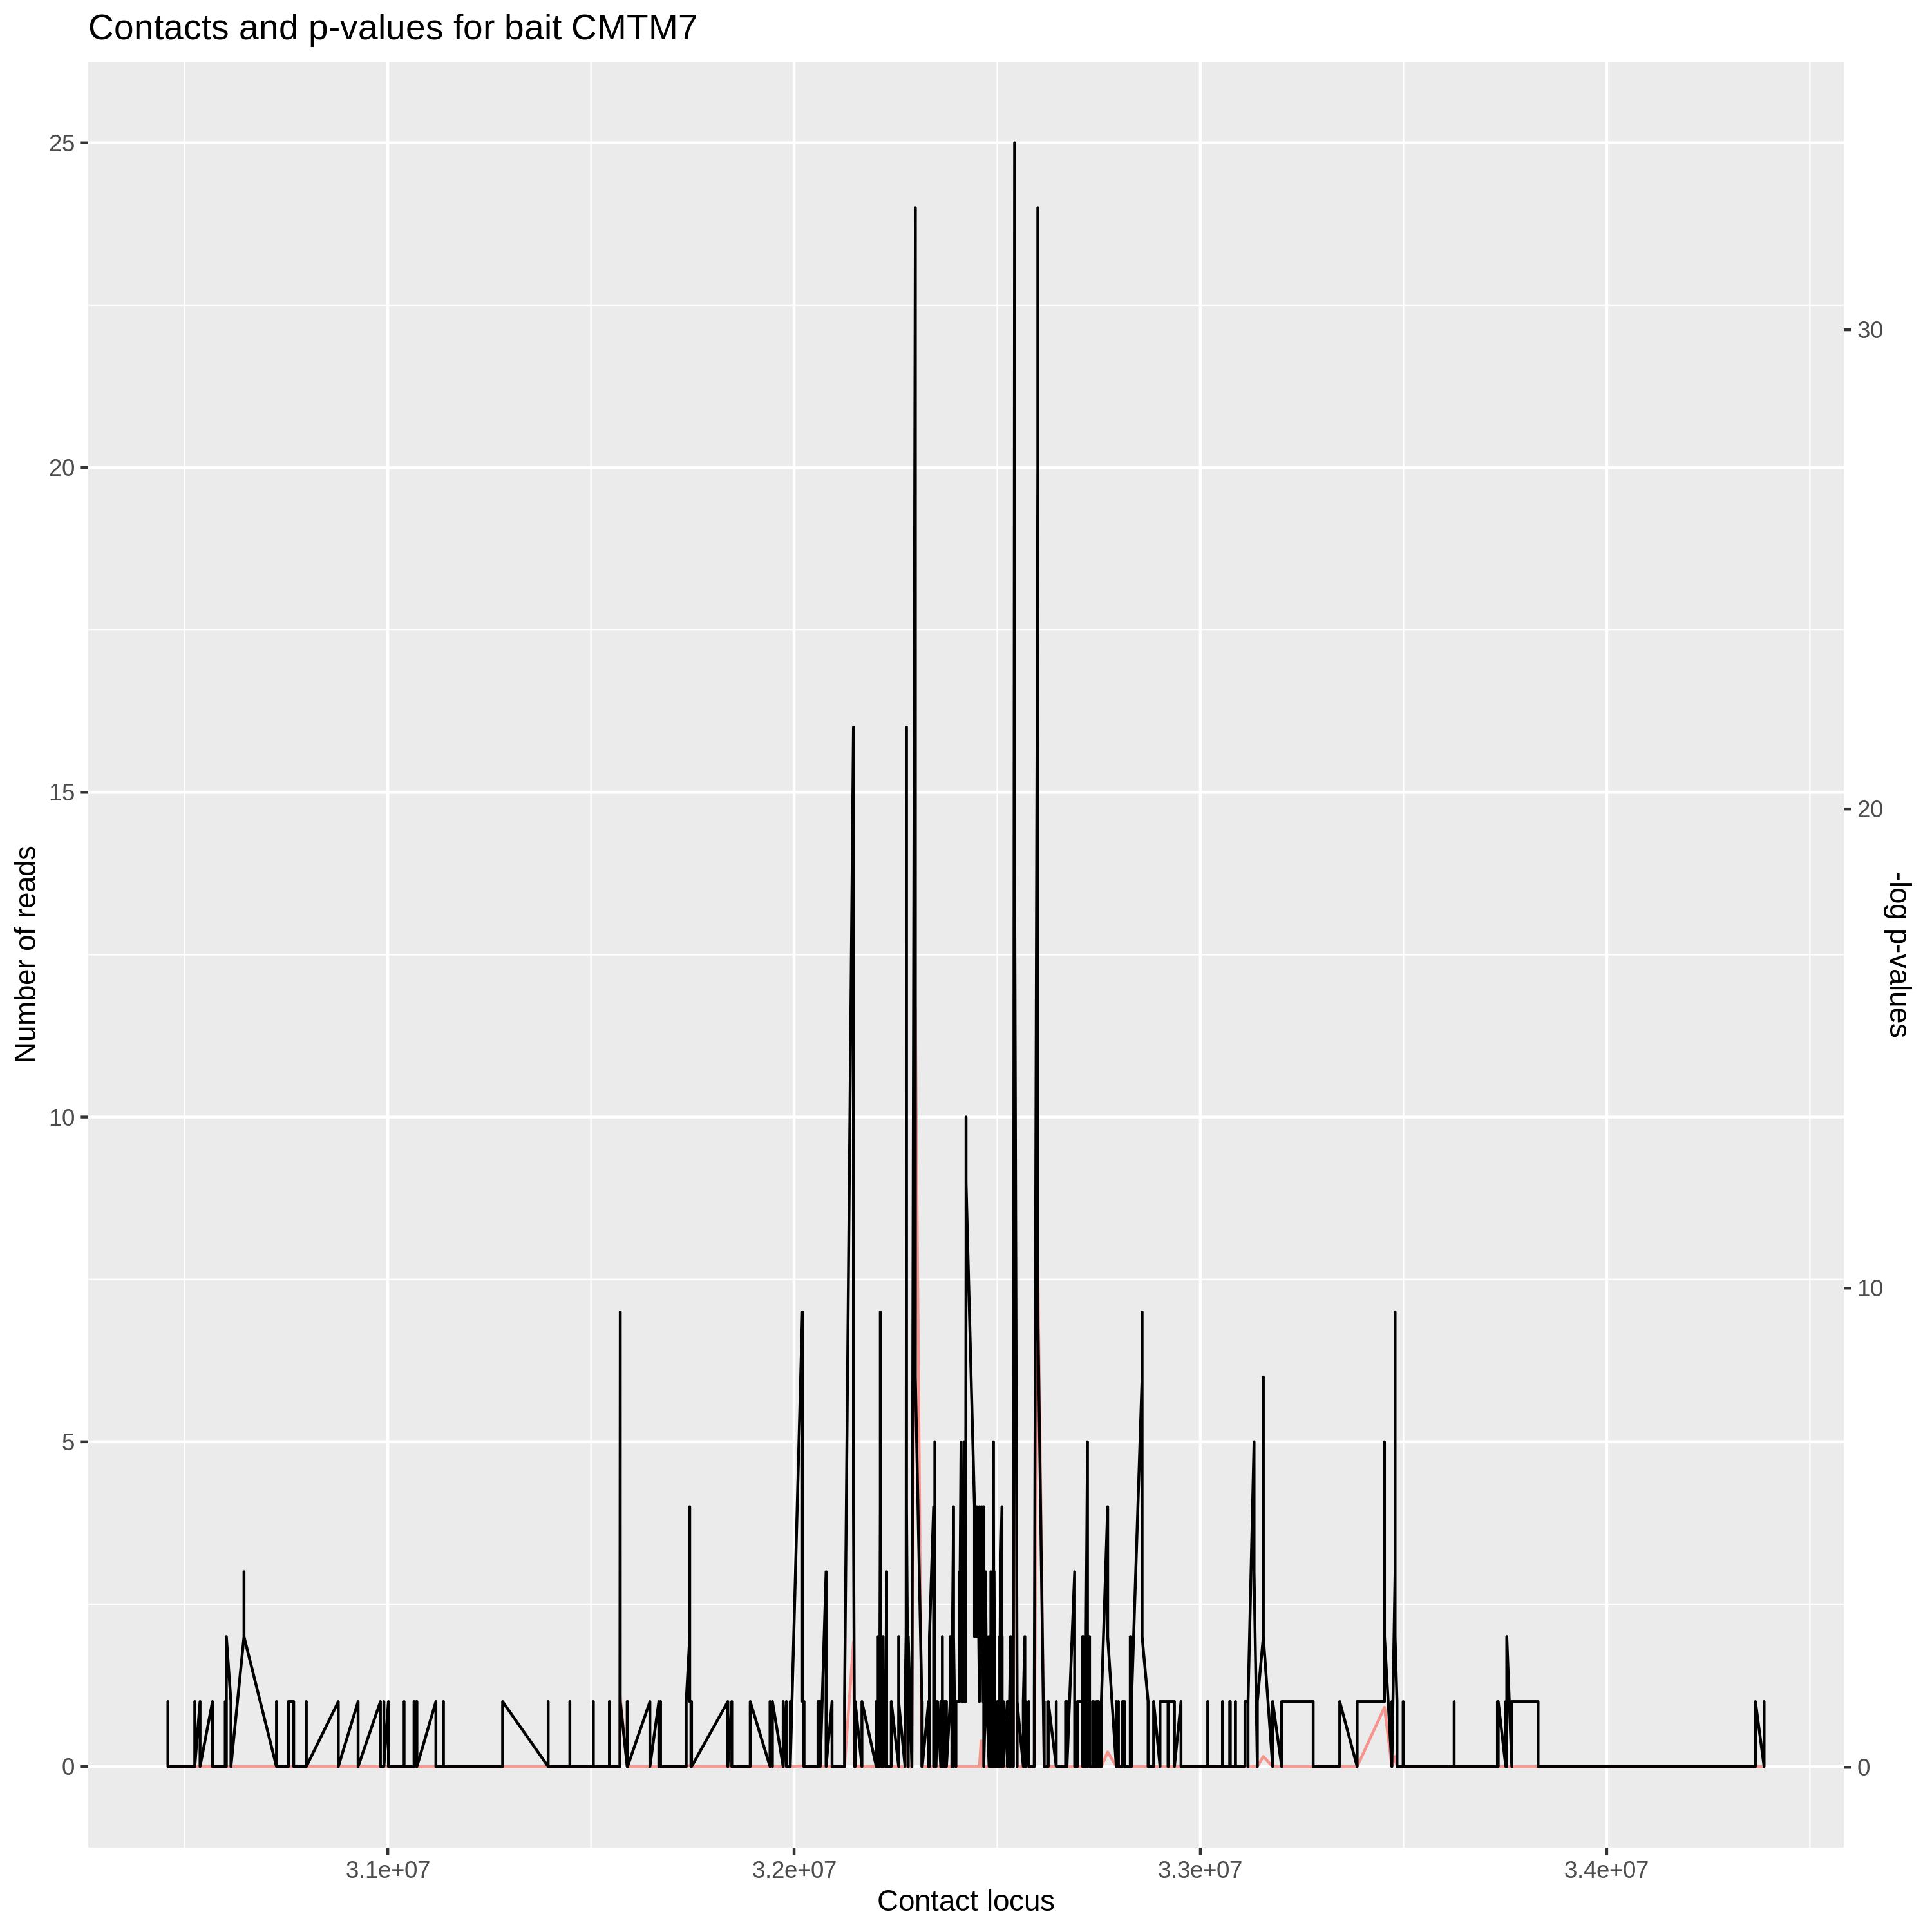 Contacts and p-values for bait CMTM7
25
20
15
10
5
0
Number of reads
30
20
10
0
-log p-values
3.1e+07
3.2e+07
3.3e+07
3.4e+07
Contact locus